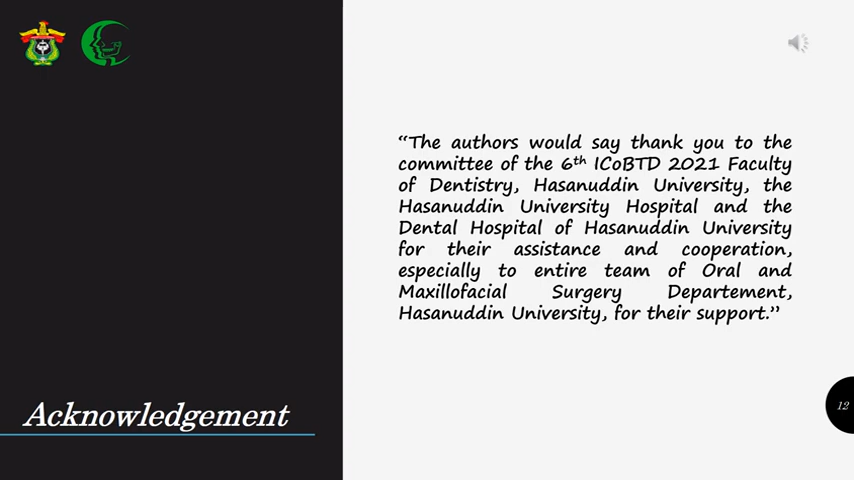 “The authors would say thank you to the
committee of the 6th ICoBTD 2021 Faculty
of Dentistry, Hasanuddin University, the
Hasanuddin University Hospital and the
Dental Hospital of Hasanuddin University
for their assistance and cooperation,
especially to entire team of Oral and
Maxillofacial Surgery Departement,
Hasanuddin University, for their support.”
Acknowledgement
12